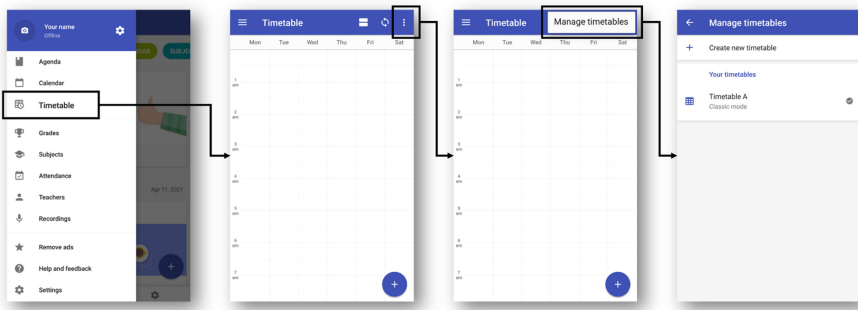 Your name
Offline
DAR
SUBJE
Agenda
Calendar
Timetable
Grades
Subjects
Attendance
Teachers
Apr 11, 2021
Recordings
Remove ads
Help and feedback
Settings
Timetable
Mon Tue Wed Thu Fri Sat
1
am
2
am
3
am
4
am
5
am
6
am
7
am
Timetable
Manage timetables
Mon Tue Wed Thu Fri Sat
1
am
2
am
3
am
4
am
5
am
6
am
7
am
Manage timetables
Create new timetable
Your timetables
Timetable A
Classic mode